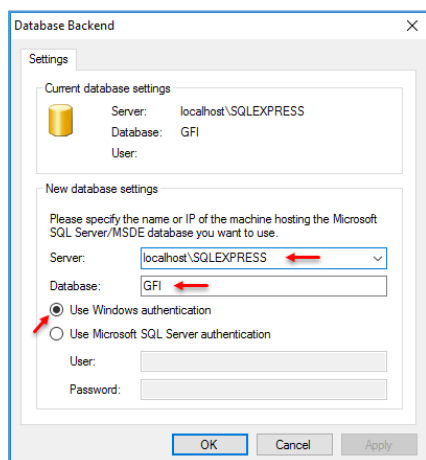 Database Backend
Settings
Current database settings
Server: localhost\SQLEXPRESS
Database: GFI
User:
New database settings
Please specify the name or IP of the machine hosting the Microsoft
SQL Server/MSDE database you want to use.
Server: localhost\SQLEXPRESS
Database: GFI
Use Windows authentication
Use Microsoft SQL Server authentication
User:
Password:
OK Cancel Apply